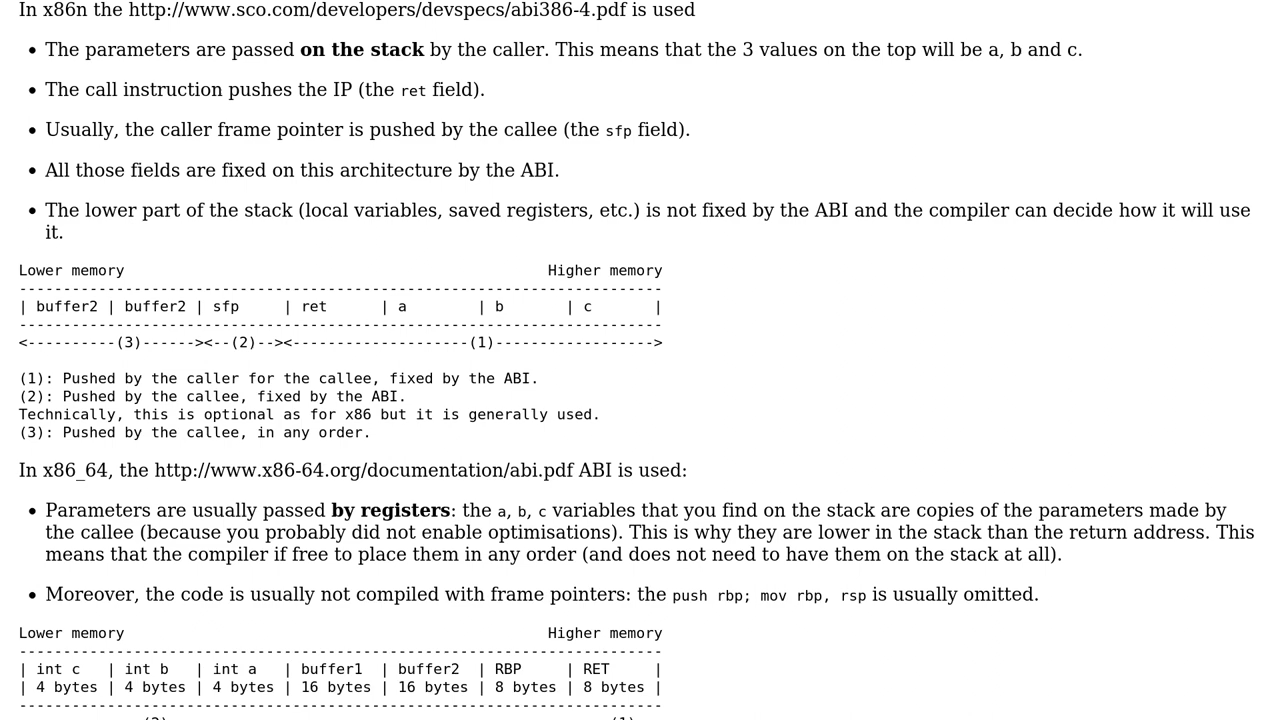 In x86n the http://www.sco.com/developers/devspecs/abi386-4.pdf is used
• The parameters are passed on the stack by the caller. This means that the 3 values on the top will be a, b and c.
• The call instruction pushes the IP (the ret field).
• Usually, the caller frame pointer is pushed by the callee (the sfp field).
• All those fields are fixed on this architecture by the ABI.
• The lower part of the stack (local variables, saved registers, etc.) is not fixed by the ABI and the compiler can decide how it will use
it.
Lower memory                                                Higher memory
-------------------------------------------------------------------------
| buffer2 | buffer2 | sfp     | ret      | a        | b       | c       |
-------------------------------------------------------------------------
<----------(3)------><--(2)--><--------------------(1)------------------>
(1): Pushed by the caller for the callee, fixed by the ABI.
(2): Pushed by the callee, fixed by the ABI.
Technically, this is optional as for x86 but it is generally used.
(3): Pushed by the callee, in any order.
In x86_64, the http://www.x86-64.org/documentation/abi.pdf ABI is used:
• Parameters are usually passed by registers: the a, b, c variables that you find on the stack are copies of the parameters made by
the callee (because you probably did not enable optimisations). This is why they are lower in the stack than the return address. This
means that the compiler if free to place them in any order (and does not need to have them on the stack at all).
• Moreover, the code is usually not compiled with frame pointers: the push rbp; mov rbp, rsp is usually omitted.
Lower memory                                                Higher memory
-------------------------------------------------------------------------
| int c   | int b   | int a   | buffer1  | buffer2  | RBP     | RET     |
| 4 bytes | 4 bytes | 4 bytes | 16 bytes | 16 bytes | 8 bytes | 8 bytes |
-------------------------------------------------------------------------